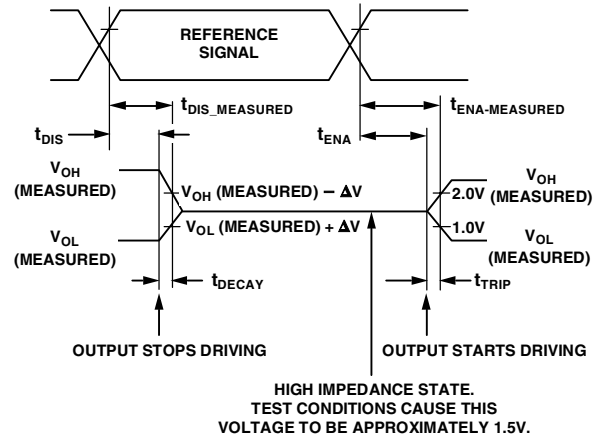 REFERENCE
SIGNAL
tDIS_MEASURED
tENA-MEASURED
tDIS
tENA
VOH
(MEASURED)
VOH (MEASURED) – ΔV
2.0V
VOH
(MEASURED)
VOL
(MEASURED)
VOL (MEASURED) + ΔV
1.0V
VOL
(MEASURED)
tDECAY
tTRIP
OUTPUT STOPS DRIVING
OUTPUT STARTS DRIVING
HIGH IMPEDANCE STATE.
TEST CONDITIONS CAUSE THIS
VOLTAGE TO BE APPROXIMATELY 1.5V.